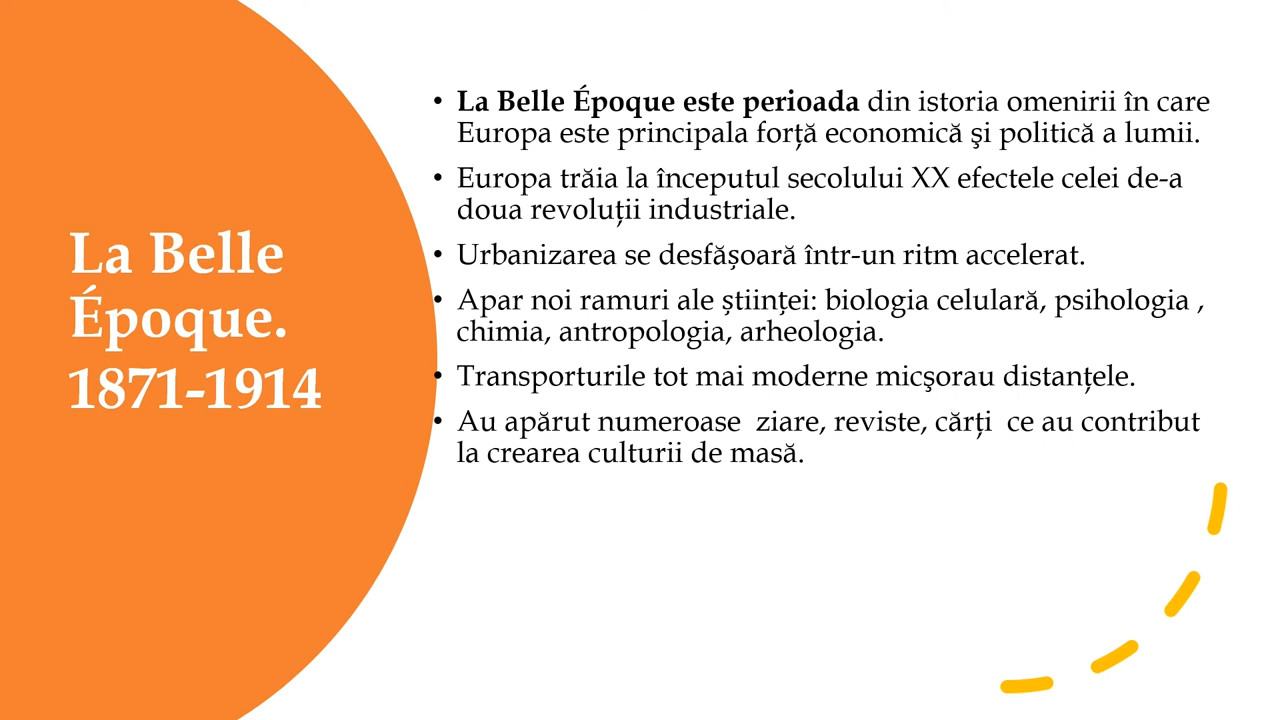 La Belle
Époque.
1871-1914
• La Belle Époque este perioada din istoria omenirii în care
Europa este principala forță economică şi politică a lumii.
• Europa trăia la începutul secolului XX efectele celei de-a
doua revoluții industriale.
• Urbanizarea se desfășoară într-un ritm accelerat.
• Apar noi ramuri ale științei: biologia celulară, psihologia ,
chimia, antropologia, arheologia.
• Transporturile tot mai moderne micşorau distanțele.
• Au apărut numeroase  ziare, reviste, cărți  ce au contribut
la crearea culturii de masă.